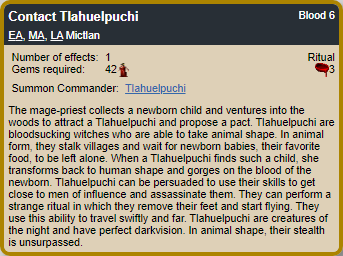 Contact Tlahuelpuchi Blood 6
EA, MA, LA Mictlan
Number of effects: 1 Ritual
Gems required: 42 3
Summon Commander: Tlahuelpuchi
The mage-priest collects a newborn child and ventures into the
woods to attract a Tlahuelpuchi and propose a pact. Tlahuelpuchi are
bloodsucking witches who are able to take animal shape. In animal
form, they stalk villages and wait for newborn babies, their favorite
food, to be left alone. When a Tlahuelpuchi finds such a child, she
transforms back to human shape and gorges on the blood of the
newborn. Tlahuelpuchi can be persuaded to use their skills to get
close to men of influence and assassinate them. They can perform a
strange ritual in which they remove their feet and start flying. They
use this ability to travel swiftly and far. Tlahuelpuchi are creatures of
the night and have perfect darkvision. In animal shape, their stealth
is unsurpassed.